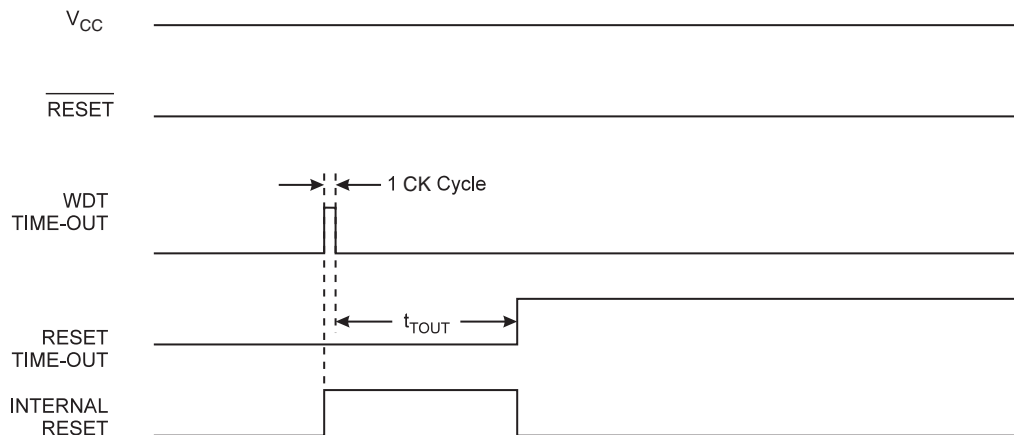 VCC
RESET
1 CK Cycle
WDT
TIME-OUT
tTOUT
RESET
TIME-OUT
INTERNAL
RESET